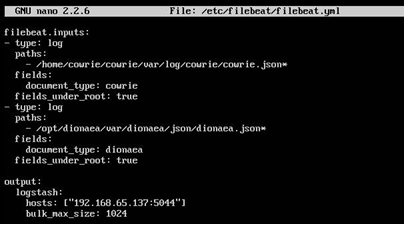 GNU nano 2.2.6 File: /etc/filebeat/filebeat.yml
filebeat.inputs:
- type: log
  paths:
    - /home/cowrie/cowrie/var/log/cowrie/cowrie.json*
  fields:
    document_type: cowrie
  fields_under_root: true
- type: log
  paths:
    - /opt/dionaea/var/dionaea/json/dionaea.json*
  fields:
    document_type: dionaea
  fields_under_root: true
output:
  logstash:
    hosts: ["192.168.65.137:5044"]
    bulk_max_size: 1024